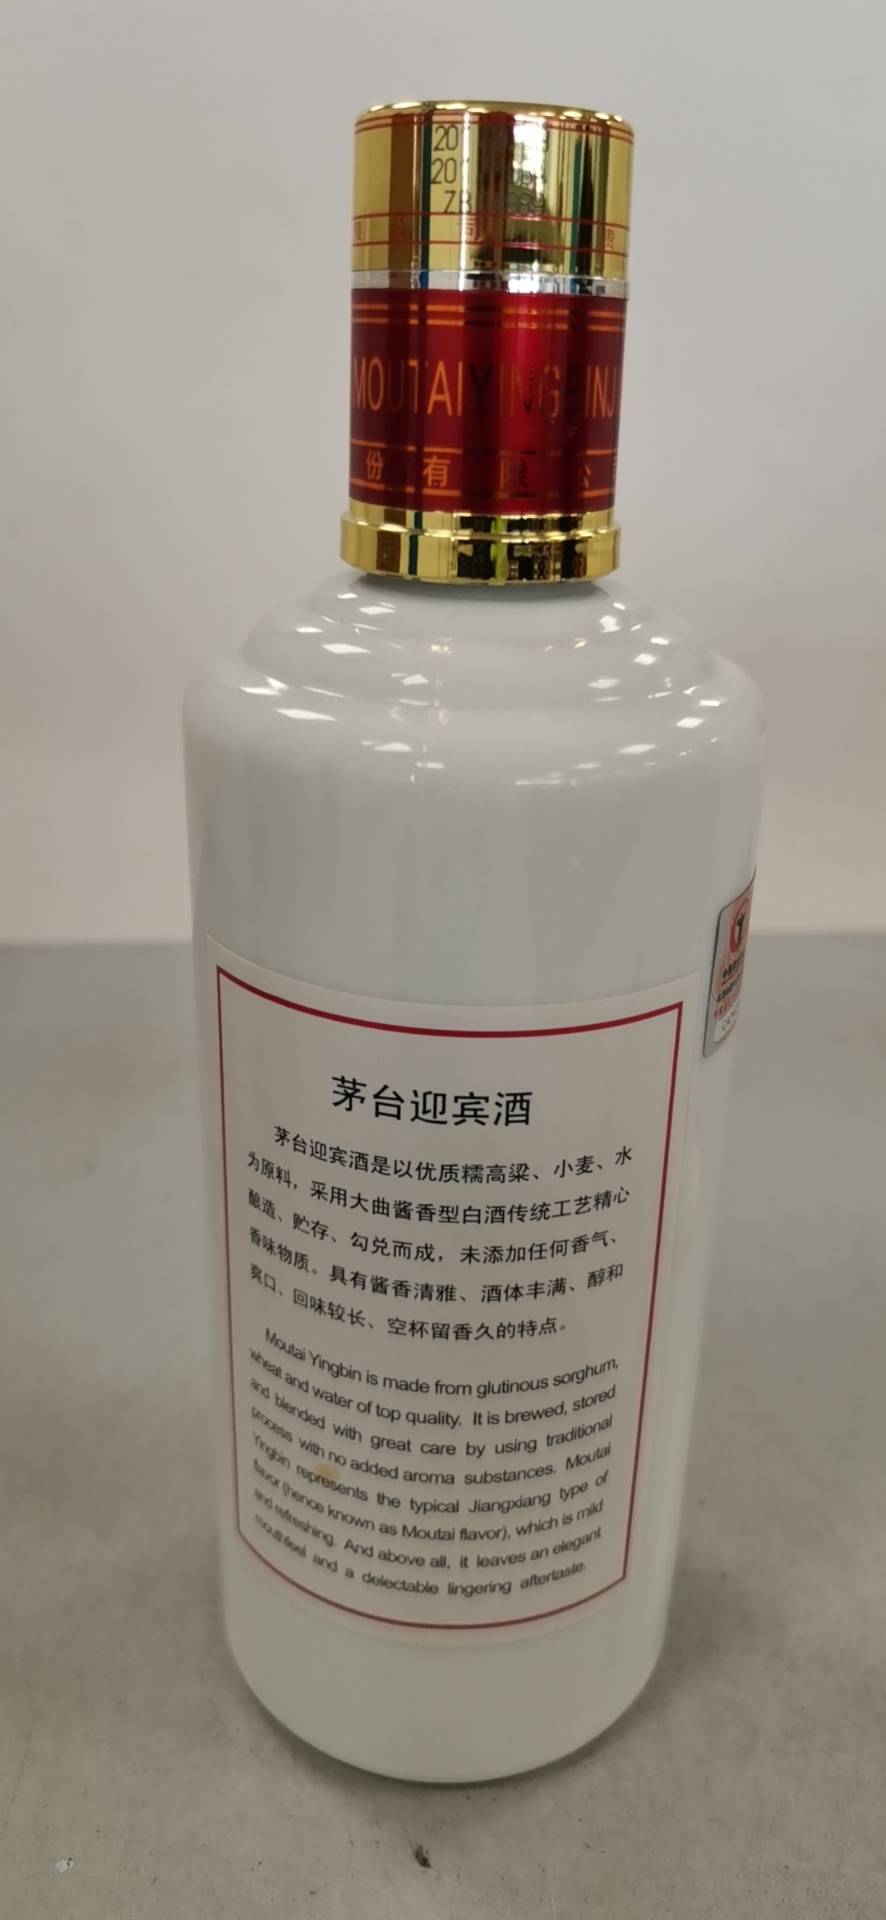 MOUTAIYINGBINJ
份有限公
茅台迎宾酒
茅台迎宾酒是以优质糯高粱、小麦、水
为原料，采用大曲酱香型白酒传统工艺精心
酿造、贮存、勾兑而成，未添加任何香气、
香味物质。具有酱香清雅、酒体丰满、醇和
爽口、回味较长、空杯留香久的特点。
Moutai Yingbin is made from glutinous sorghum,
wheat and water of top quality. It is brewed, stored
and blended with great care by using traditional
process with no added aroma substances. Moutai
Yingbin represents the typical Jiangxiang type of
flavor (hence known as Moutai flavor), which is mild
and refreshing. And above all, it leaves an elegant
mouthfeel and a delectable lingering aftertaste.